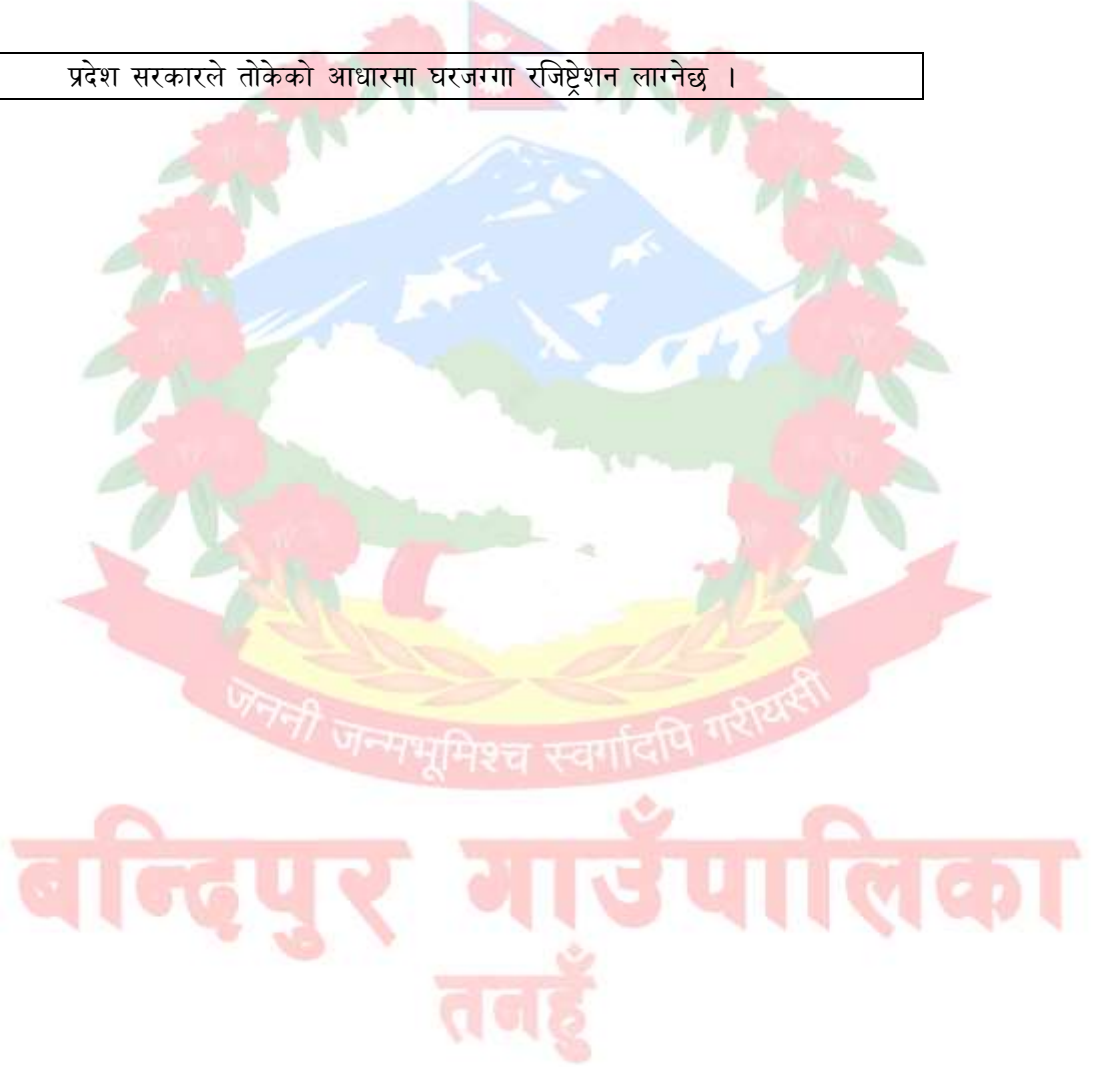 प्रदेश सरकारले तोकेको आधारमा घरजग्गा रजिष्ट्रेशन लाग्नेछ ।
जननी जन्मभूमिश्च स्वर्गादपि गरीयसी
बन्दिपुर गाउँपालिका
तनहुँ